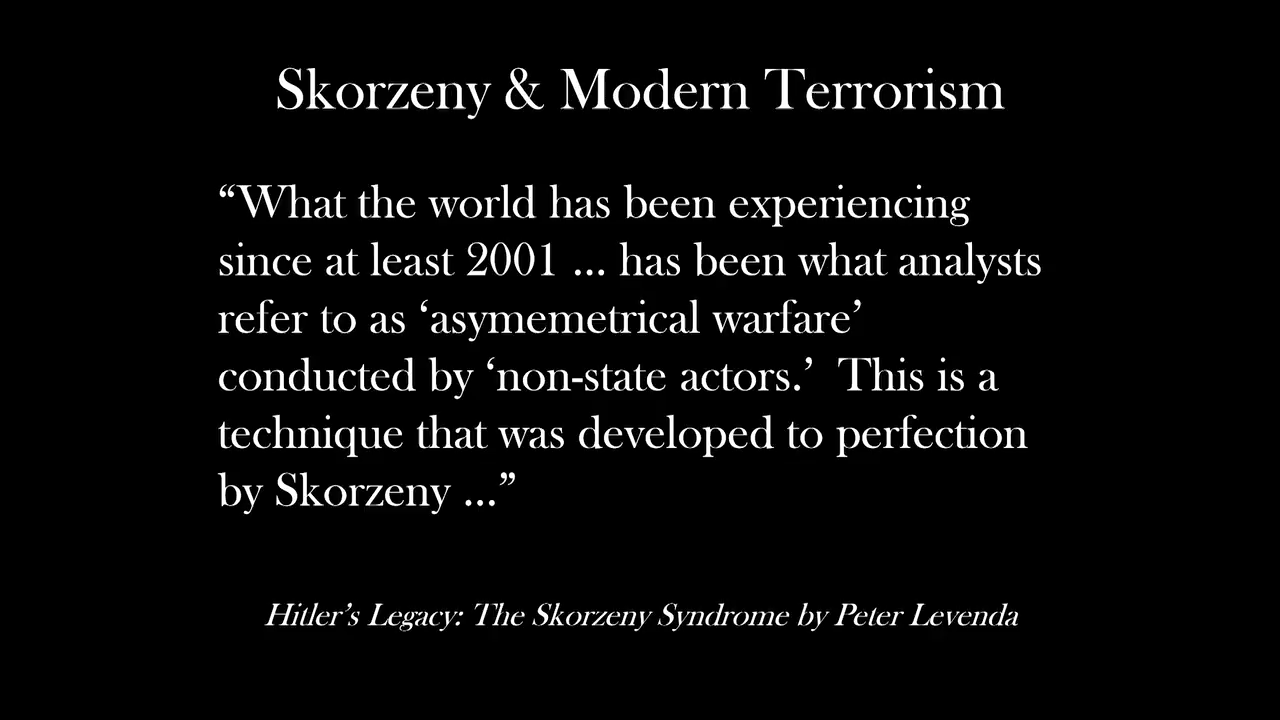 Skorzeny & Modern Terrorism
“What the world has been experiencing
since at least 2001 ... has been what analysts
refer to as ‘asymemetrical warfare’
conducted by ‘non-state actors.’  This is a
technique that was developed to perfection
by Skorzeny ...”
Hitler’s Legacy: The Skorzeny Syndrome by Peter Levenda